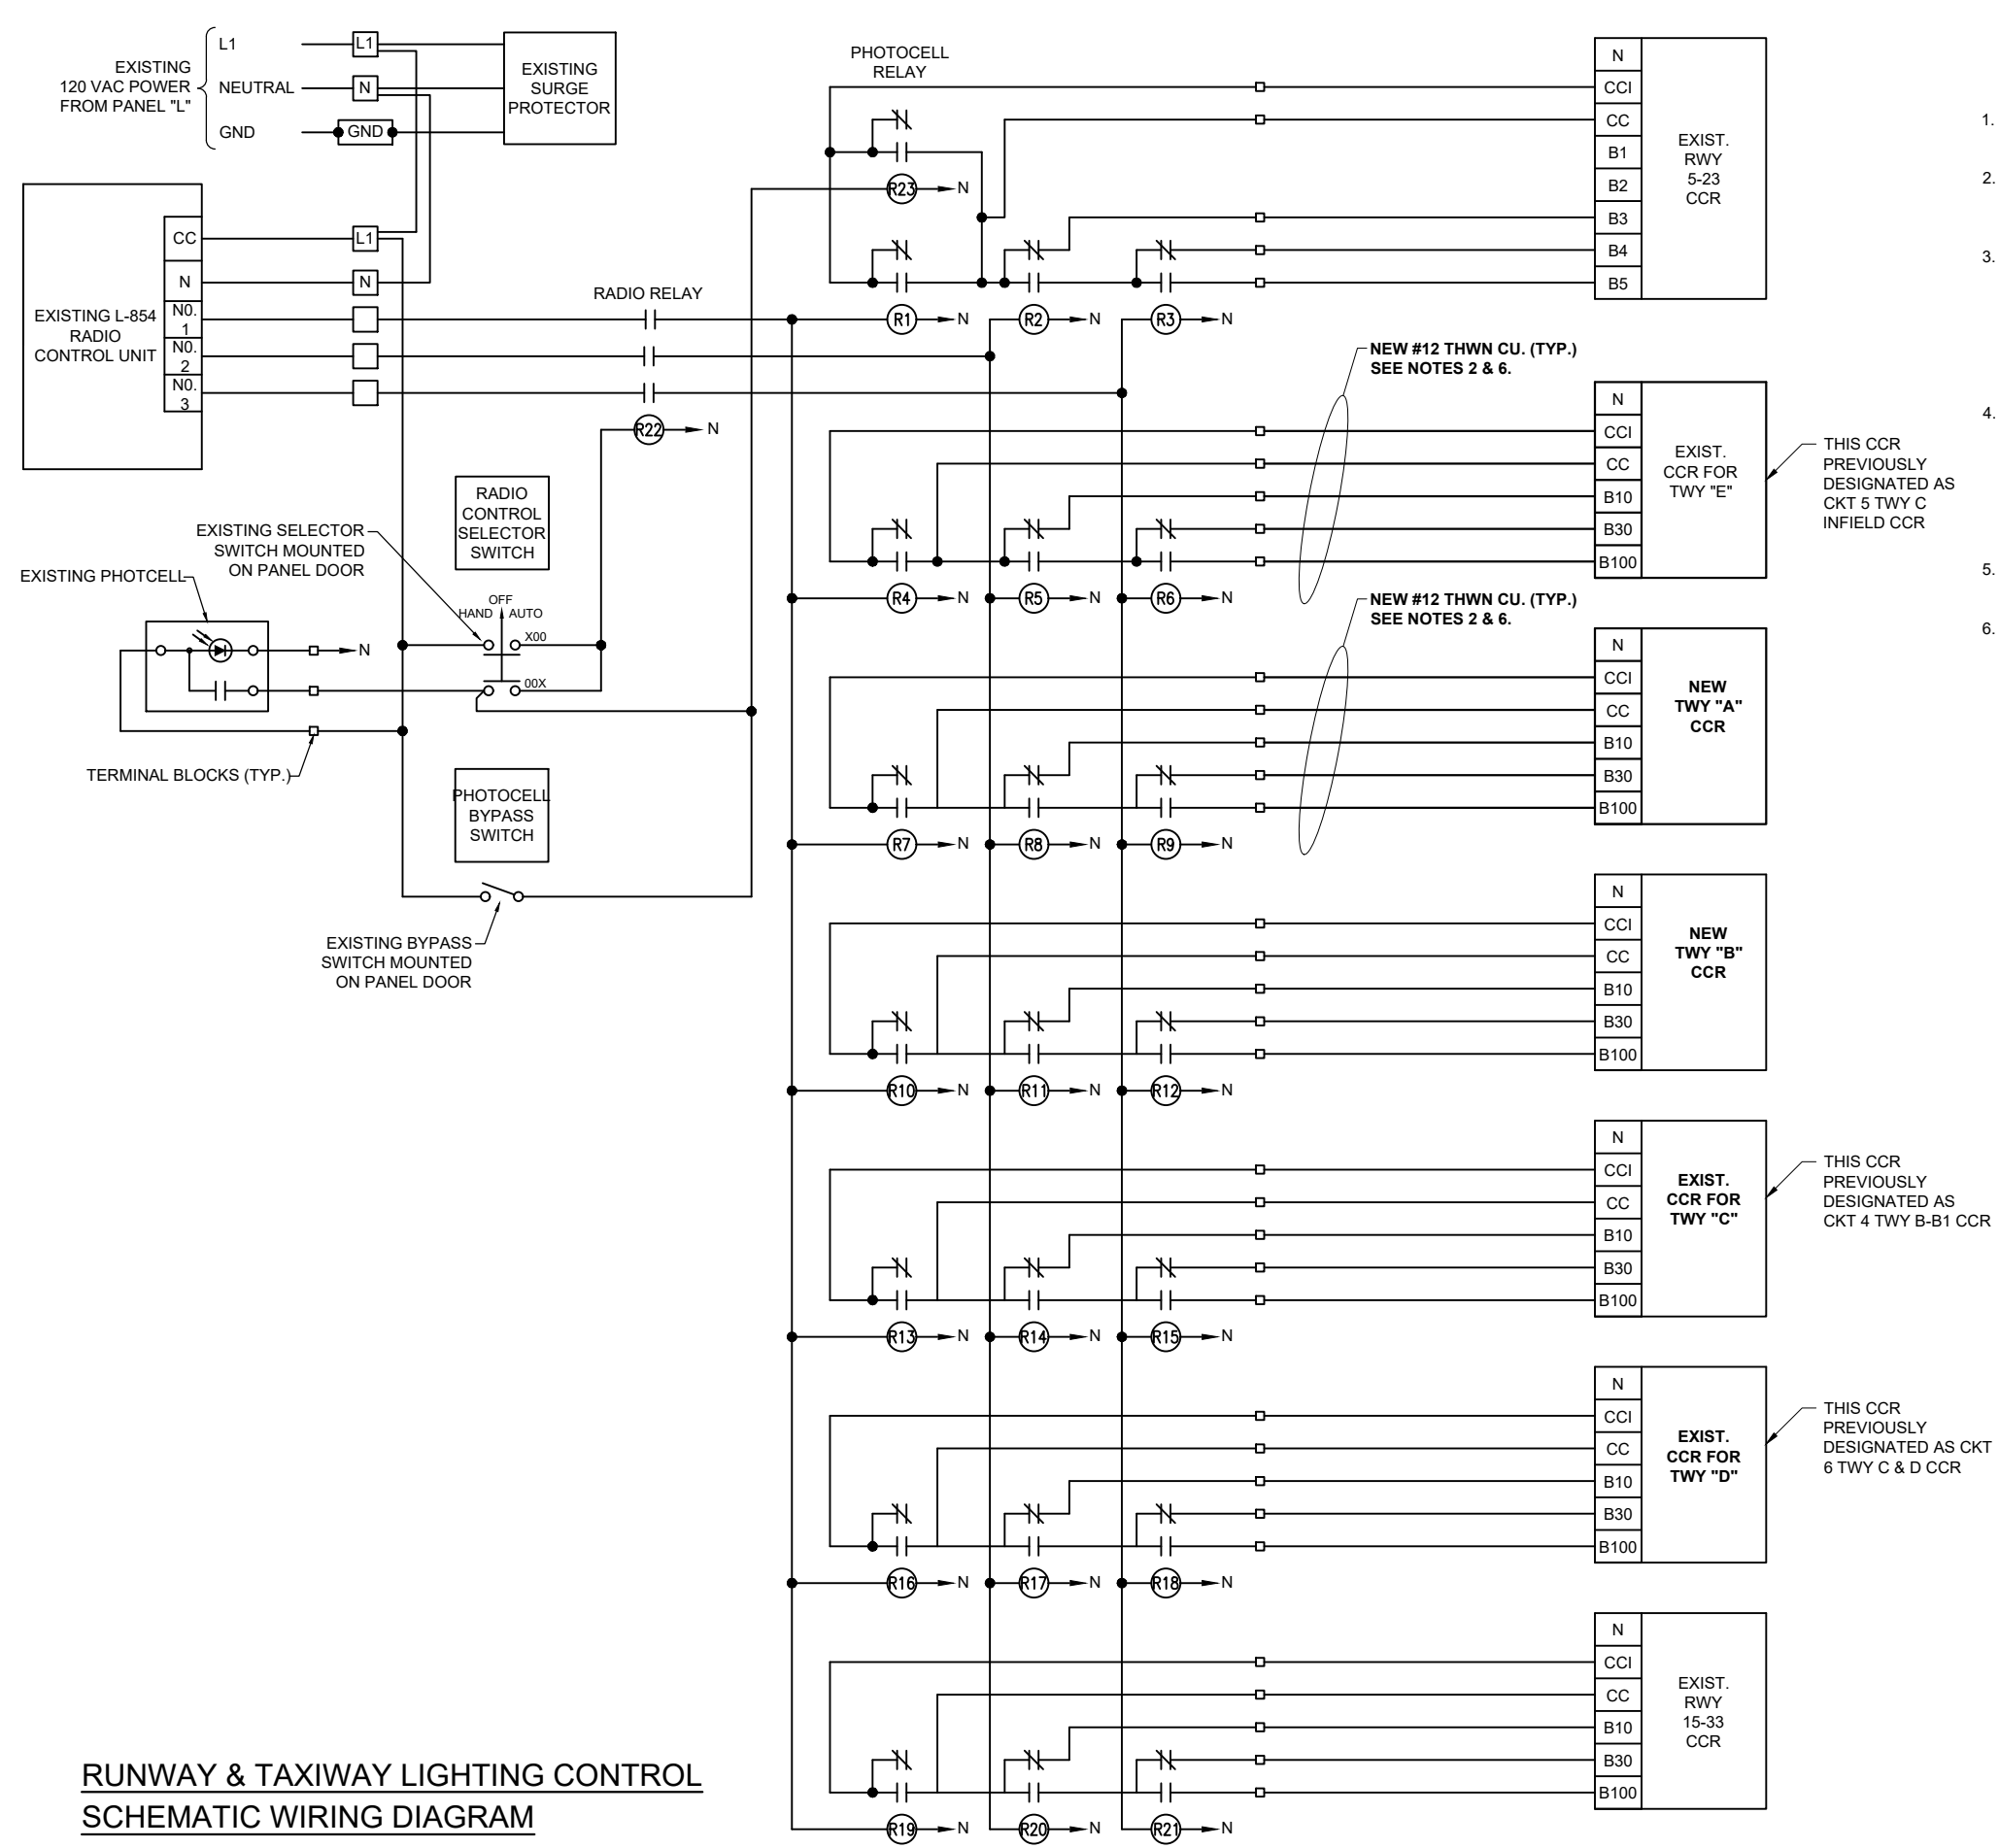 L1
NEUTRAL
GND
EXISTING
120 VAC POWER
FROM PANEL "L"
L1
N
GND
EXISTING
SURGE
PROTECTOR
EXISTING L-854
RADIO
CONTROL UNIT
CC
N
N0.
1
N0.
2
N0.
3
L1
N
RADIO RELAY
R22
N
RADIO
CONTROL
SELECTOR
SWITCH
EXISTING SELECTOR
SWITCH MOUNTED
ON PANEL DOOR
EXISTING PHOTCELL
OFF
HAND
AUTO
X00
00X
N
TERMINAL BLOCKS (TYP.)
PHOTOCELL
BYPASS
SWITCH
EXISTING BYPASS
SWITCH MOUNTED
ON PANEL DOOR
PHOTOCELL
RELAY
R23
N
R1
N
R2
N
R3
N
N
CCI
CC
B1
B2
B3
B4
B5
EXIST.
RWY
5-23
CCR
NEW #12 THWN CU. (TYP.)
SEE NOTES 2 & 6.
R4
N
R5
N
R6
N
N
CCI
CC
B10
B30
B100
EXIST.
CCR FOR
TWY "E"
THIS CCR
PREVIOUSLY
DESIGNATED AS
CKT 5 TWY C
INFIELD CCR
NEW #12 THWN CU. (TYP.)
SEE NOTES 2 & 6.
R7
N
R8
N
R9
N
N
CCI
CC
B10
B30
B100
NEW
TWY "A"
CCR
R10
N
R11
N
R12
N
N
CCI
CC
B10
B30
B100
NEW
TWY "B"
CCR
R13
N
R14
N
R15
N
N
CCI
CC
B10
B30
B100
EXIST.
CCR FOR
TWY "C"
THIS CCR
PREVIOUSLY
DESIGNATED AS
CKT 4 TWY B-B1 CCR
R16
N
R17
N
R18
N
N
CCI
CC
B10
B30
B100
EXIST.
CCR FOR
TWY "D"
THIS CCR
PREVIOUSLY
DESIGNATED AS CKT
6 TWY C & D CCR
R19
N
R20
N
R21
N
N
CCI
CC
B10
B30
B100
EXIST.
RWY
15-33
CCR
1.
2.
3.
4.
5.
6.
RUNWAY & TAXIWAY LIGHTING CONTROL
SCHEMATIC WIRING DIAGRAM